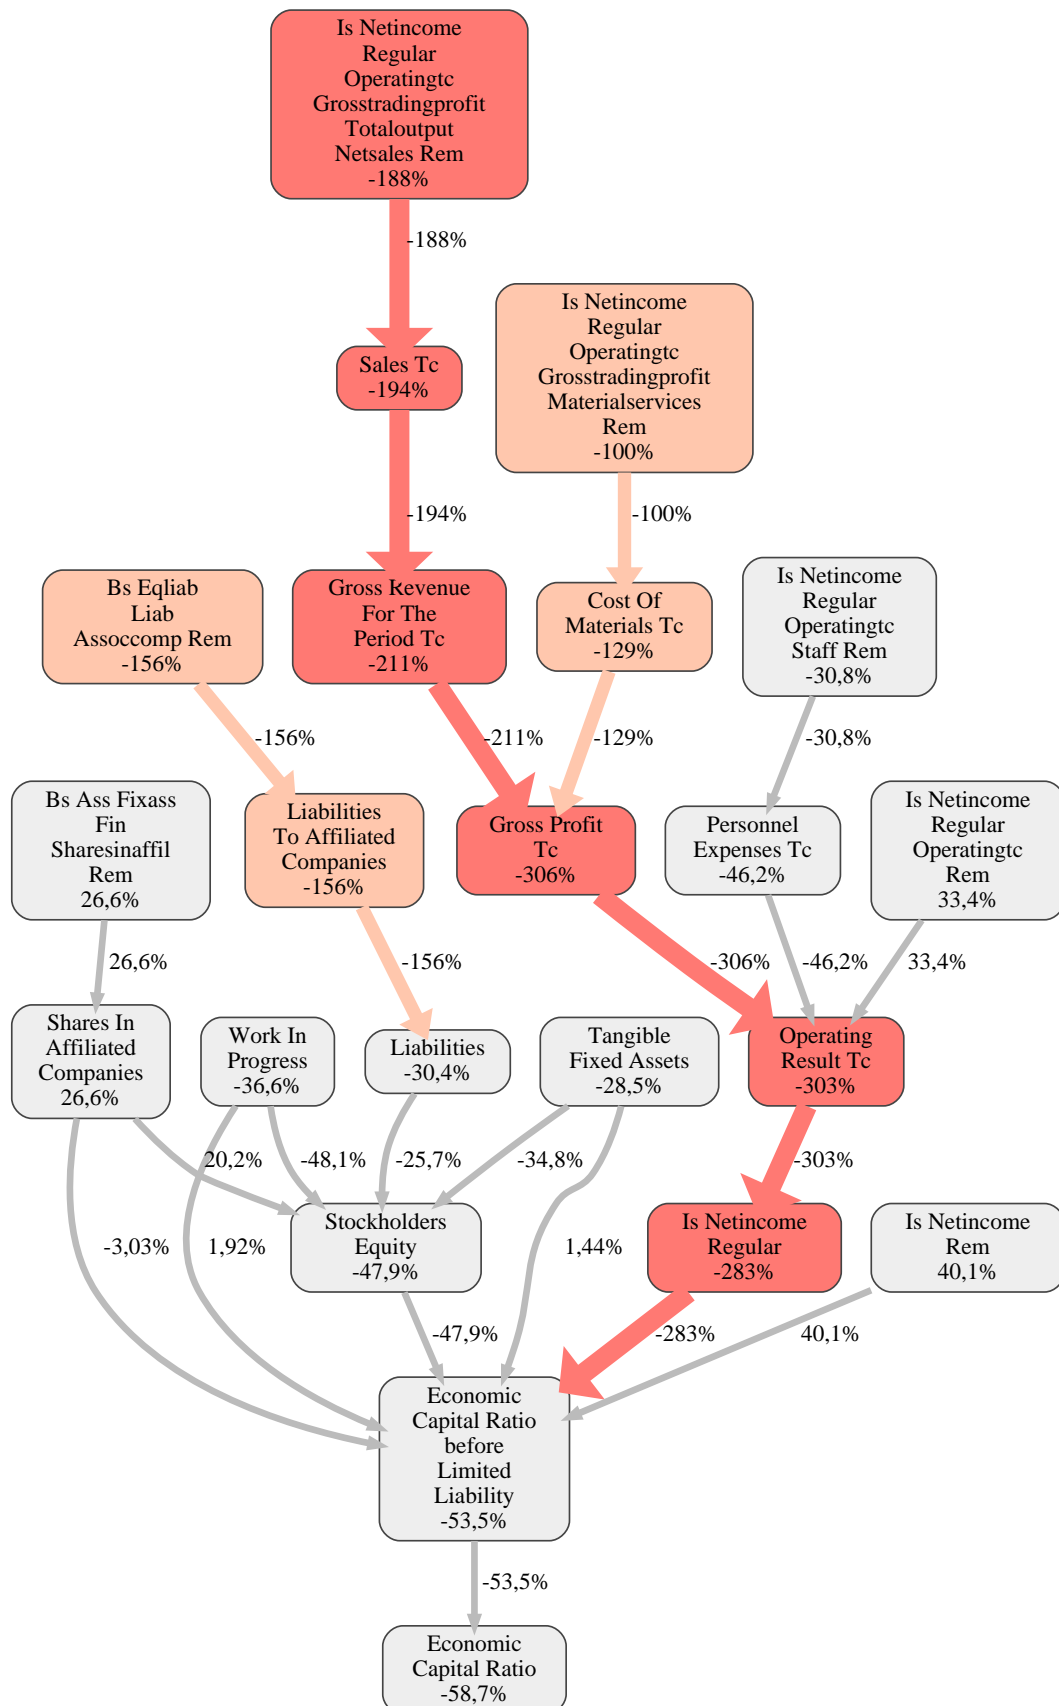 Is Netincome
Regular
Operatingtc
Grosstradingprofit
Totaloutput
Netsales Rem
-188%
-188%
Is Netincome
Regular
Operatingtc
Grosstradingprofit
Materialservices
Rem
-100%
Sales Tc
-194%
-194%
-100%
Bs Eqliab
Liab
Assoccomp Rem
-156%
Gross Revenue
For The
Period Tc
-211%
Cost Of
Materials Tc
-129%
Is Netincome
Regular
Operatingtc
Staff Rem
-30,8%
-156%
-211%
-129%
-30,8%
Bs Ass Fixass
Fin
Sharesinaffil
Rem
26,6%
Liabilities
To Affiliated
Companies
-156%
Gross Profit
Tc
-306%
Personnel
Expenses Tc
-46,2%
Is Netincome
Regular
Operatingtc
Rem
33,4%
26,6%
-156%
-306%
-46,2%
33,4%
Shares In
Affiliated
Companies
26,6%
Work In
Progress
-36,6%
Liabilities
-30,4%
Tangible
Fixed Assets
-28,5%
Operating
Result Tc
-303%
20,2%
-48,1%
-25,7%
-34,8%
-303%
-3,03%
1,92%
Stockholders
Equity
-47,9%
1,44%
Is Netincome
Regular
-283%
Is Netincome
Rem
40,1%
-47,9%
-283%
40,1%
Economic
Capital Ratio
before
Limited
Liability
-53,5%
-53,5%
Economic
Capital Ratio
-58,7%